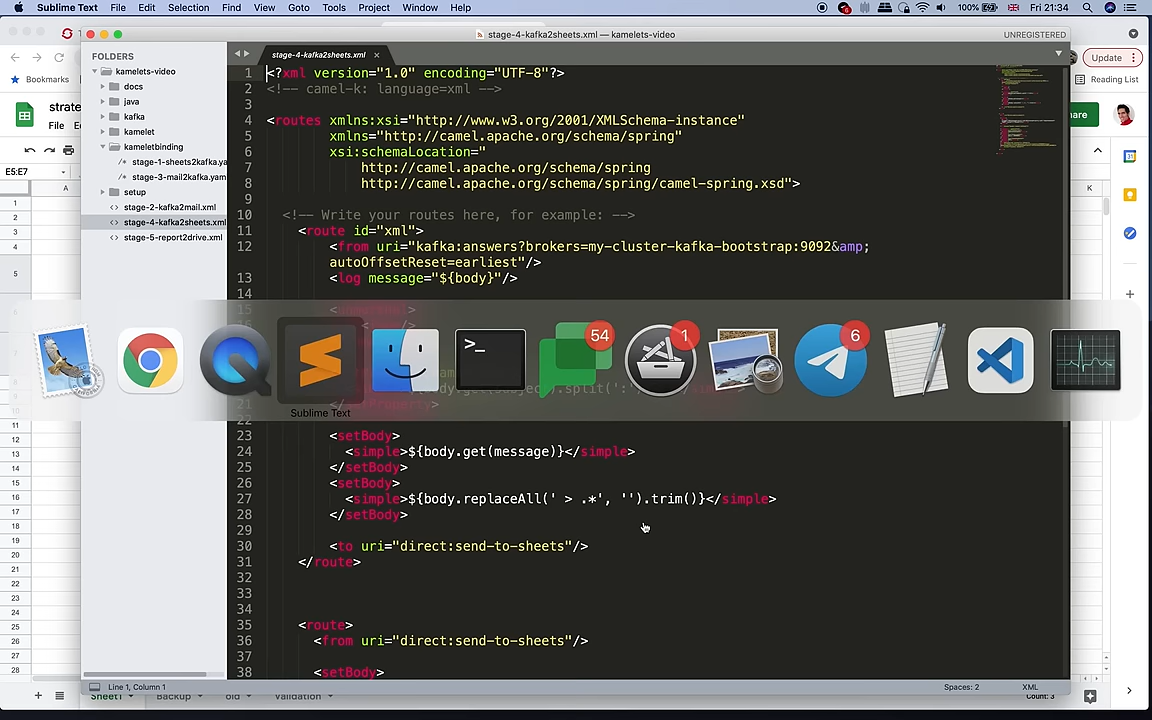 Sublime Text File Edit Selection Find View Goto Tools Project Window Help
100% Fri 21:34
stage-4-kafka2sheets.xml — kamelets-video UNREGISTERED
Update
Bookmarks
Reading List
strate
File Ed
E5:E7
A
K
FOLDERS
kamelets-video
docs
java
kafka
kamelet
kameletbinding
stage-1-sheets2kafka.ya
stage-3-mail2kafka.yam
setup
stage-2-kafka2mail.xml
stage-4-kafka2sheets.xml
stage-5-report2drive.xml
stage-4-kafka2sheets.xml ×
1 <?xml version="1.0" encoding="UTF-8"?>
2 <!-- camel-k: language=xml -->
3
4 <routes xmlns:xsi="http://www.w3.org/2001/XMLSchema-instance"
5 xmlns="http://camel.apache.org/schema/spring"
6 xsi:schemaLocation="
7 http://camel.apache.org/schema/spring
8 http://camel.apache.org/schema/spring/camel-spring.xsd">
9
10 <!-- Write your routes here, for example: -->
11 <route id="xml">
12 <from uri="kafka:answers?brokers=my-cluster-kafka-bootstrap:9092&amp;
autoOffsetReset=earliest"/>
13 <log message="${body}"/>
14
54
1
6
Sublime Text
21
22
23 <setBody>
24 <simple>${body.get(message)}</simple>
25 </setBody>
26 <setBody>
27 <simple>${body.replaceAll(' > .*', '').trim()}</simple>
28 </setBody>
29
30 <to uri="direct:send-to-sheets"/>
31 </route>
32
33
34
35 <route>
36 <from uri="direct:send-to-sheets"/>
37
38 <setBody>
Line 1, Column 1 Spaces: 2 XML
Sheet1 Backup old Validation Count: 3